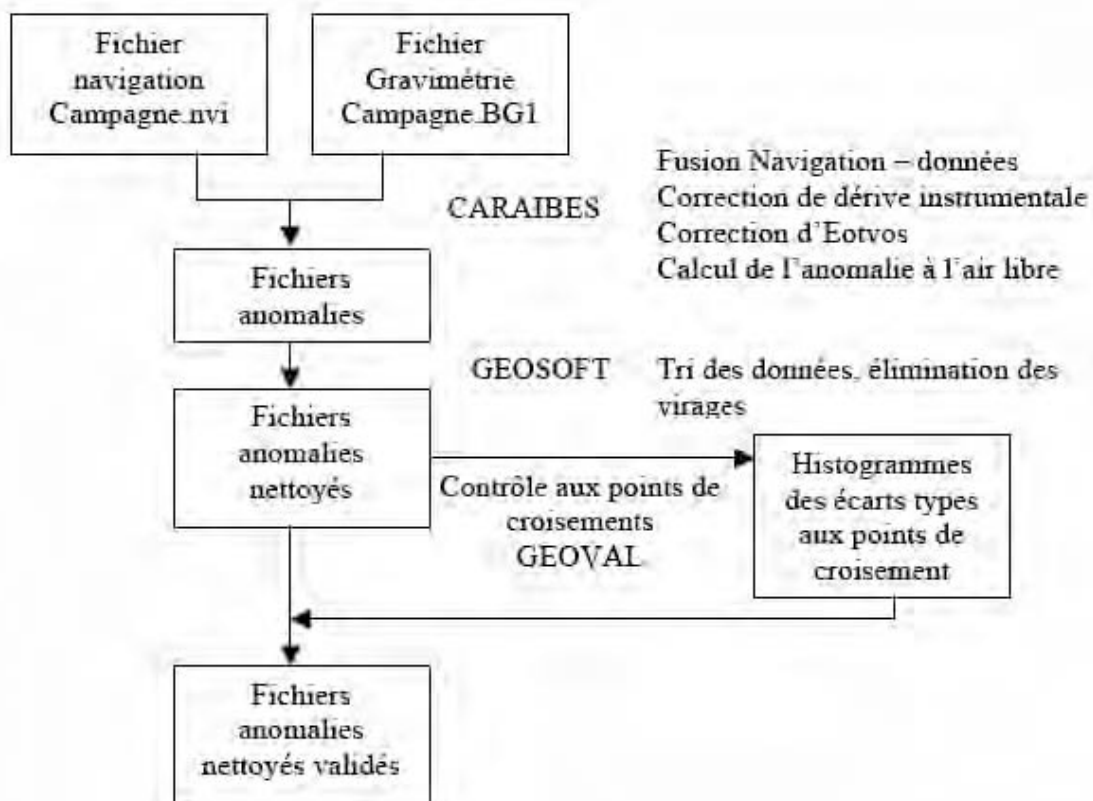 Fichier
navigation
Campagne.nvi
Fichier
Gravimétrie
Campagne.BG1
CARAIBES
Fusion Navigation – données
Correction de dérive instrumentale
Correction d'Eotvos
Calcul de l'anomalie à l'air libre
Fichiers
anomalies
GEOSOFT
Tri des données, élimination des
virages
Fichiers
anomalies
nettoyés
Contrôle aux points de
croisements
GEOVAL
Histogrammes
des écarts types
aux points de
croisement
Fichiers
anomalies
nettoyés validés